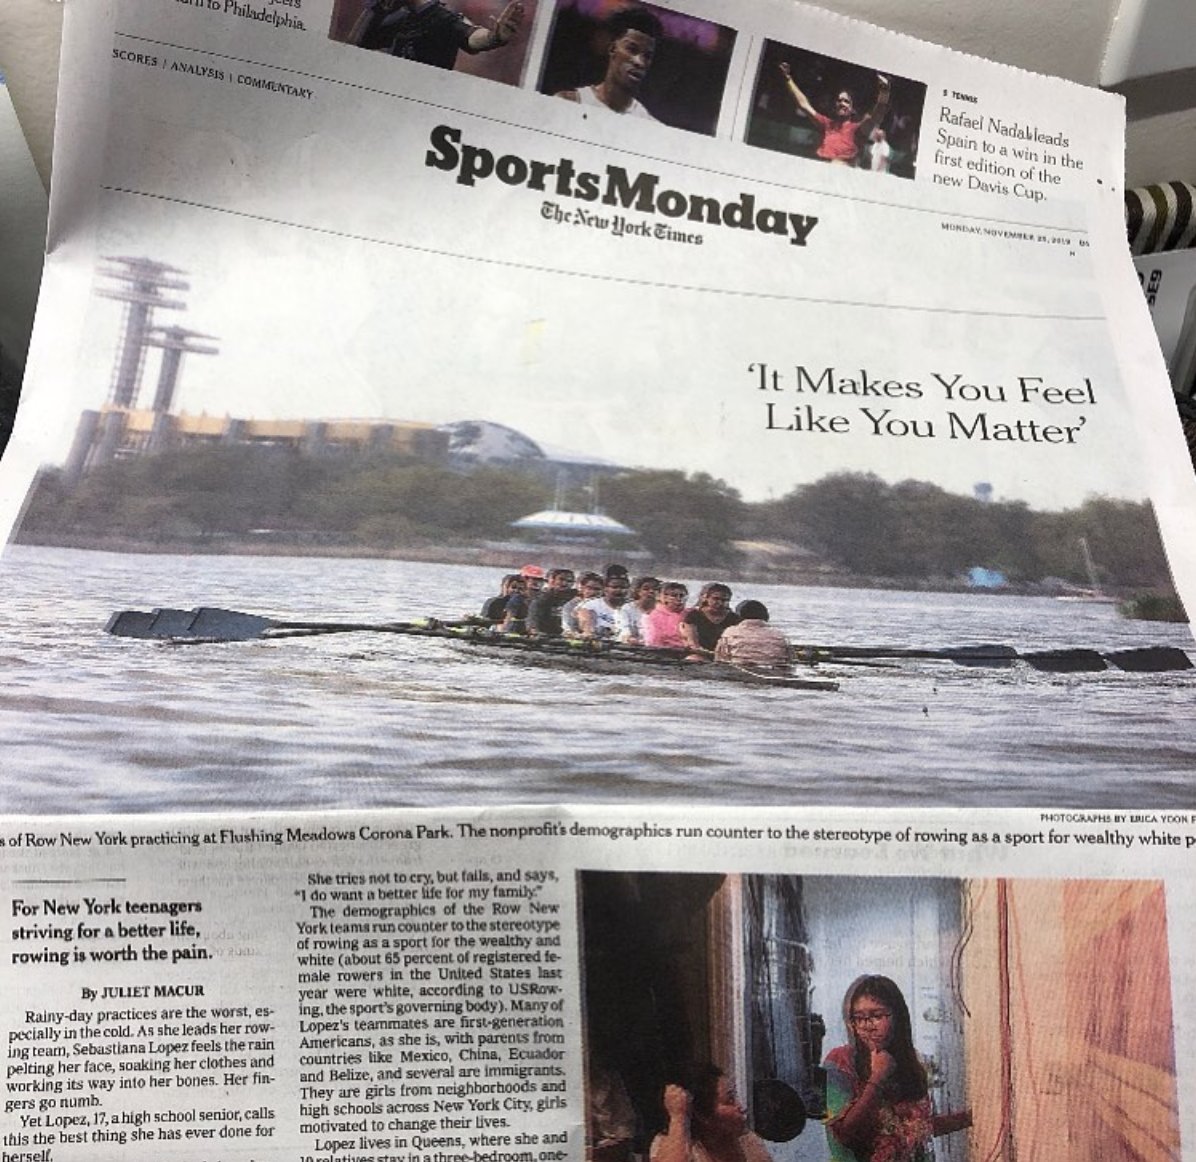 to Philadelphia.
SCORES | ANALYSIS | COMMENTARY
5 TENNIS
Rafael Nadal leads
Spain to a win in the
first edition of the
new Davis Cup.
SportsMonday
The New York Times
MONDAY, NOVEMBER 25, 2019
N
‘It Makes You Feel
Like You Matter’
PHOTOGRAPHS BY ERICA YOON F
s of Row New York practicing at Flushing Meadows Corona Park. The nonprofit's demographics run counter to the stereotype of rowing as a sport for wealthy white p
For New York teenagers
striving for a better life,
rowing is worth the pain.
By JULIET MACUR
Rainy-day practices are the worst, es-
pecially in the cold. As she leads her row-
ing team, Sebastiana Lopez feels the rain
pelting her face, soaking her clothes and
working its way into her bones. Her fin-
gers go numb.
Yet Lopez, 17, a high school senior, calls
this the best thing she has ever done for
herself.
She tries not to cry, but fails, and says,
“I do want a better life for my family.”
The demographics of the Row New
York teams run counter to the stereotype
of rowing as a sport for the wealthy and
white (about 65 percent of registered fe-
male rowers in the United States last
year were white, according to USRow-
ing, the sport's governing body). Many of
Lopez's teammates are first-generation
Americans, as she is, with parents from
countries like Mexico, China, Ecuador
and Belize, and several are immigrants.
They are girls from neighborhoods and
high schools across New York City, girls
motivated to change their lives.
Lopez lives in Queens, where she and
10 relatives stay in a three-bedroom, one-